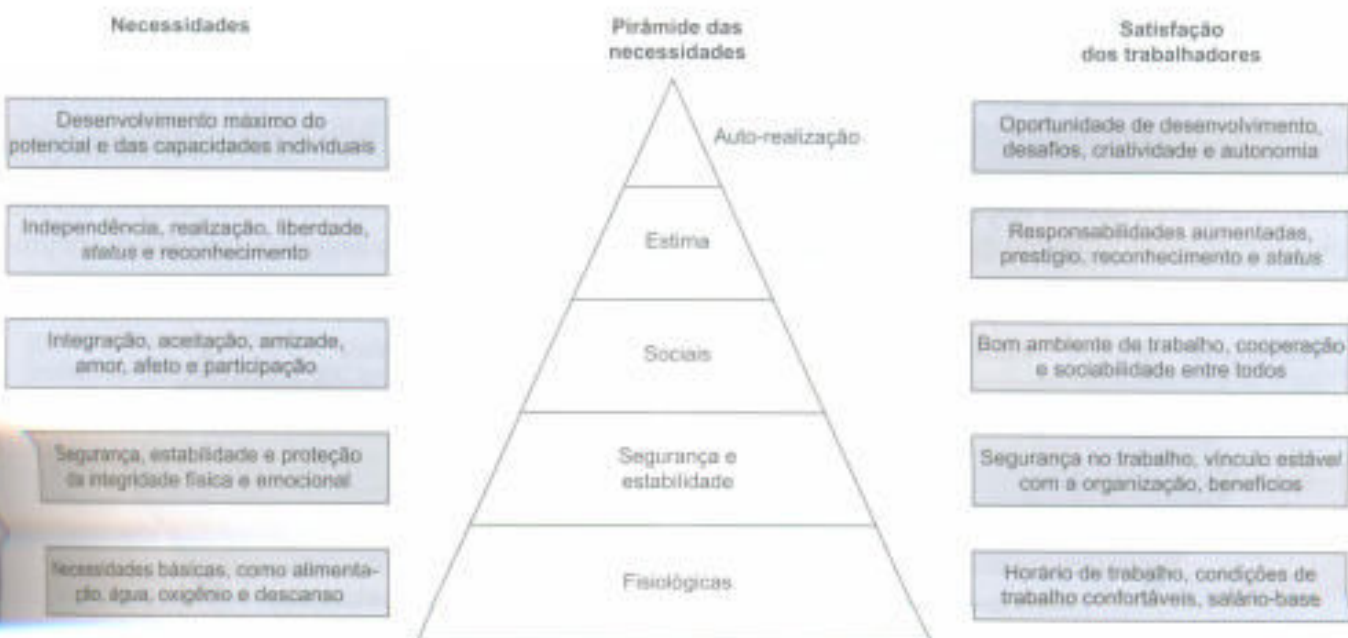 Necessidades
Pirâmide das
necessidades
Satisfação
dos trabalhadores
Desenvolvimento máximo do
potencial e das capacidades individuais
Auto-realização
Oportunidade de desenvolvimento,
desafios, criatividade e autonomia
Independência, realização, liberdade,
status e reconhecimento
Estima
Responsabilidades aumentadas,
prestígio, reconhecimento e status
Integração, aceitação, amizade,
amor, afeto e participação
Sociais
Bom ambiente de trabalho, cooperação
e sociabilidade entre todos
Segurança, estabilidade e proteção
da integridade física e emocional
Segurança e
estabilidade
Segurança no trabalho, vínculo estável
com a organização, benefícios
Necessidades básicas, como alimenta-
ção, água, oxigênio e descanso
Fisiológicas
Horário de trabalho, condições de
trabalho confortáveis, salário-base